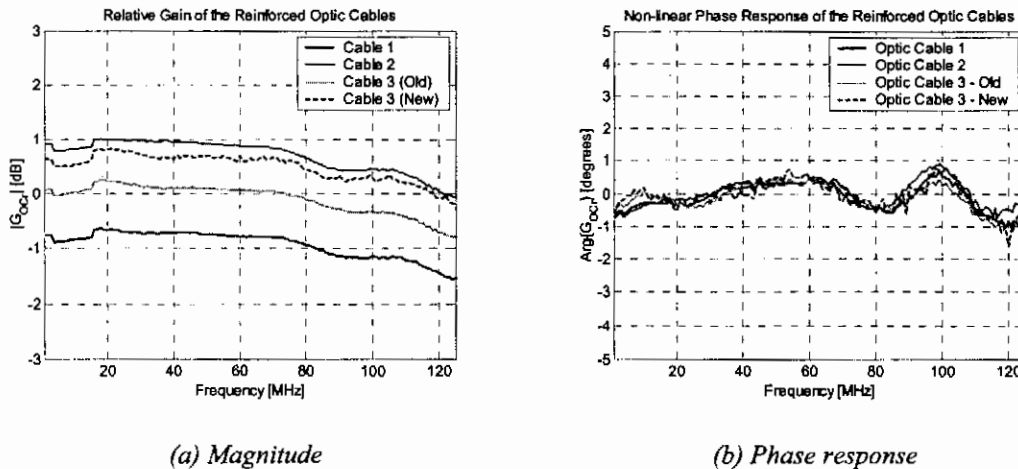 Relative Gain of the Reinforced Optic Cables
3
2
1
0
-1
-2
-3
|G_OCr| [dB]
Cable 1
Cable 2
Cable 3 (Old)
Cable 3 (New)
20 40 60 80 100 120
Frequency [MHz]
(a) Magnitude
Non-linear Phase Response of the Reinforced Optic Cables
5
4
3
2
1
0
-1
-2
-3
-4
-5
Arg{G_OCr} [degrees]
Optic Cable 1
Optic Cable 2
Optic Cable 3 - Old
Optic Cable 3 - New
20 40 60 80 100 120
Frequency [MHz]
(b) Phase response